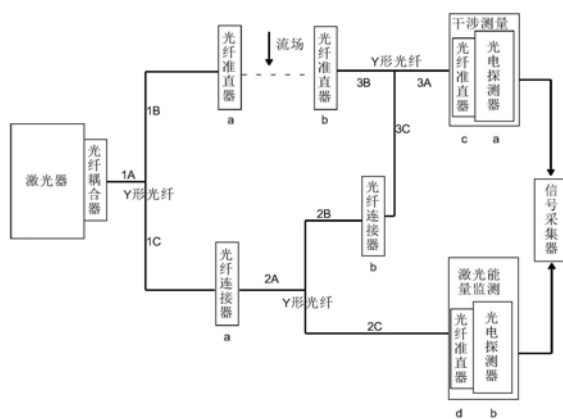 干涉测量
光纤准直器
流场
光纤准直器
Y形光纤
光纤准直器
光电探测器
3B
3A
1B
a
b
c
a
3C
激光器
光纤耦合器
1A
Y形光纤
信号采集器
2B
光纤连接器
1C
光纤连接器
2A
b
Y形光纤
激光能
量监测
2C
光纤准直器
光电探测器
a
d
b